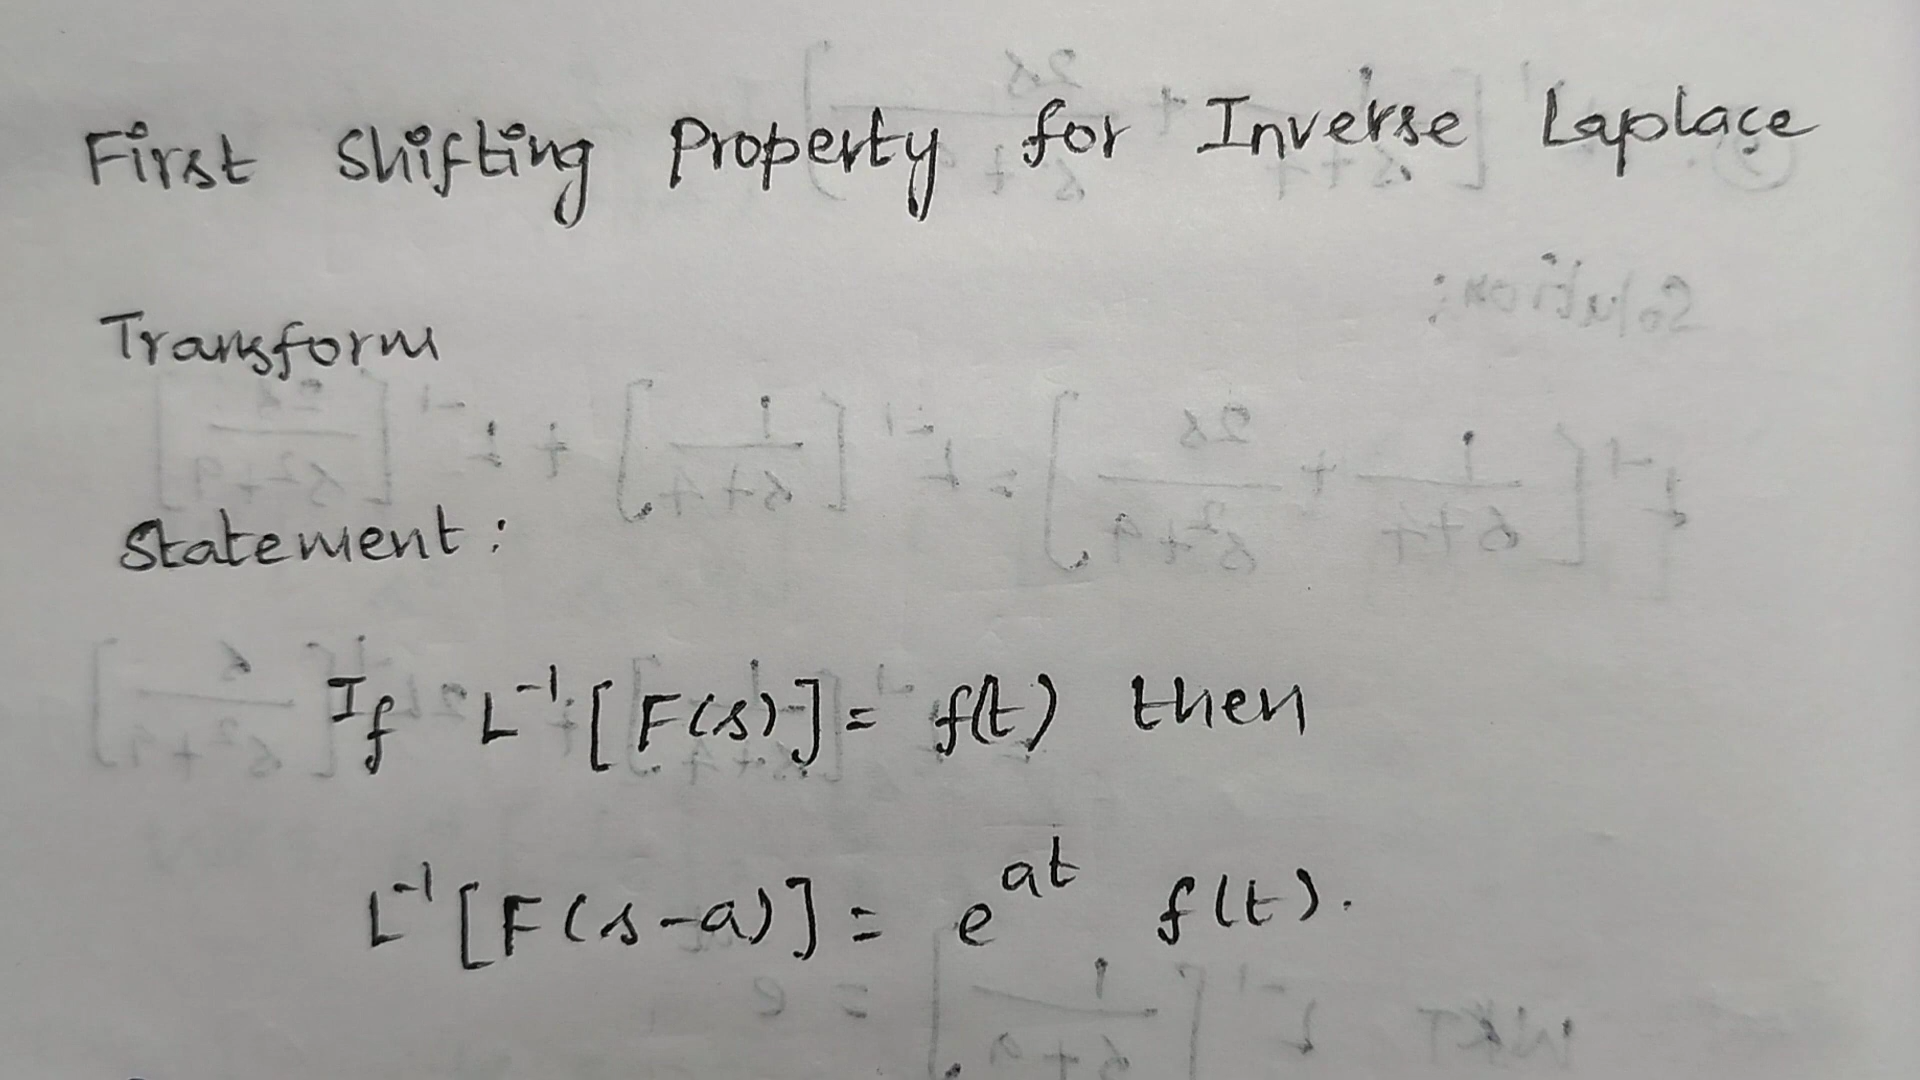 First Shifting Property for Inverse Laplace
Transform
Statement:
If L⁻¹[F(s)] = f(t) then
L⁻¹[F(s-a)] = e^{at} f(t).